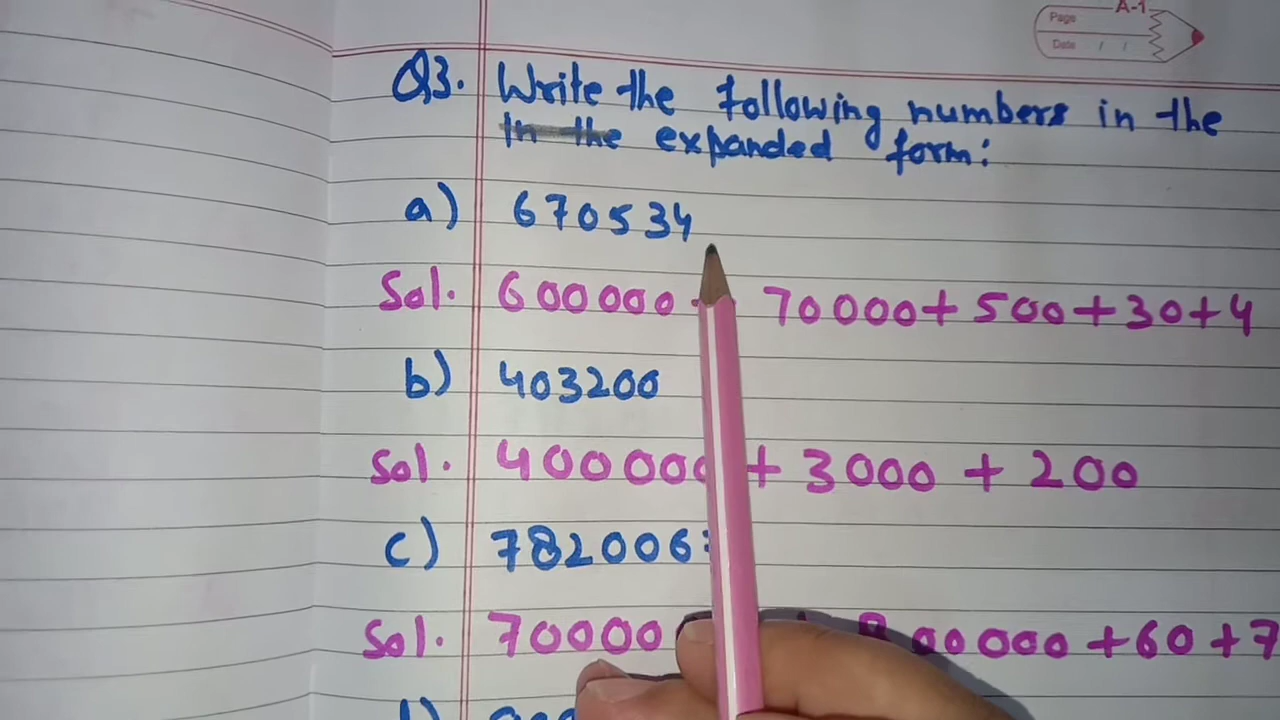 A-1
Page
Date / /
Q3. Write the following numbers in the
In the expanded form:
a) 670534
Sol. 600000 70000+500+30+4
b) 403200
Sol. 400000 + 3000 + 200
c) 782006
Sol. 70000 800000 +60+7